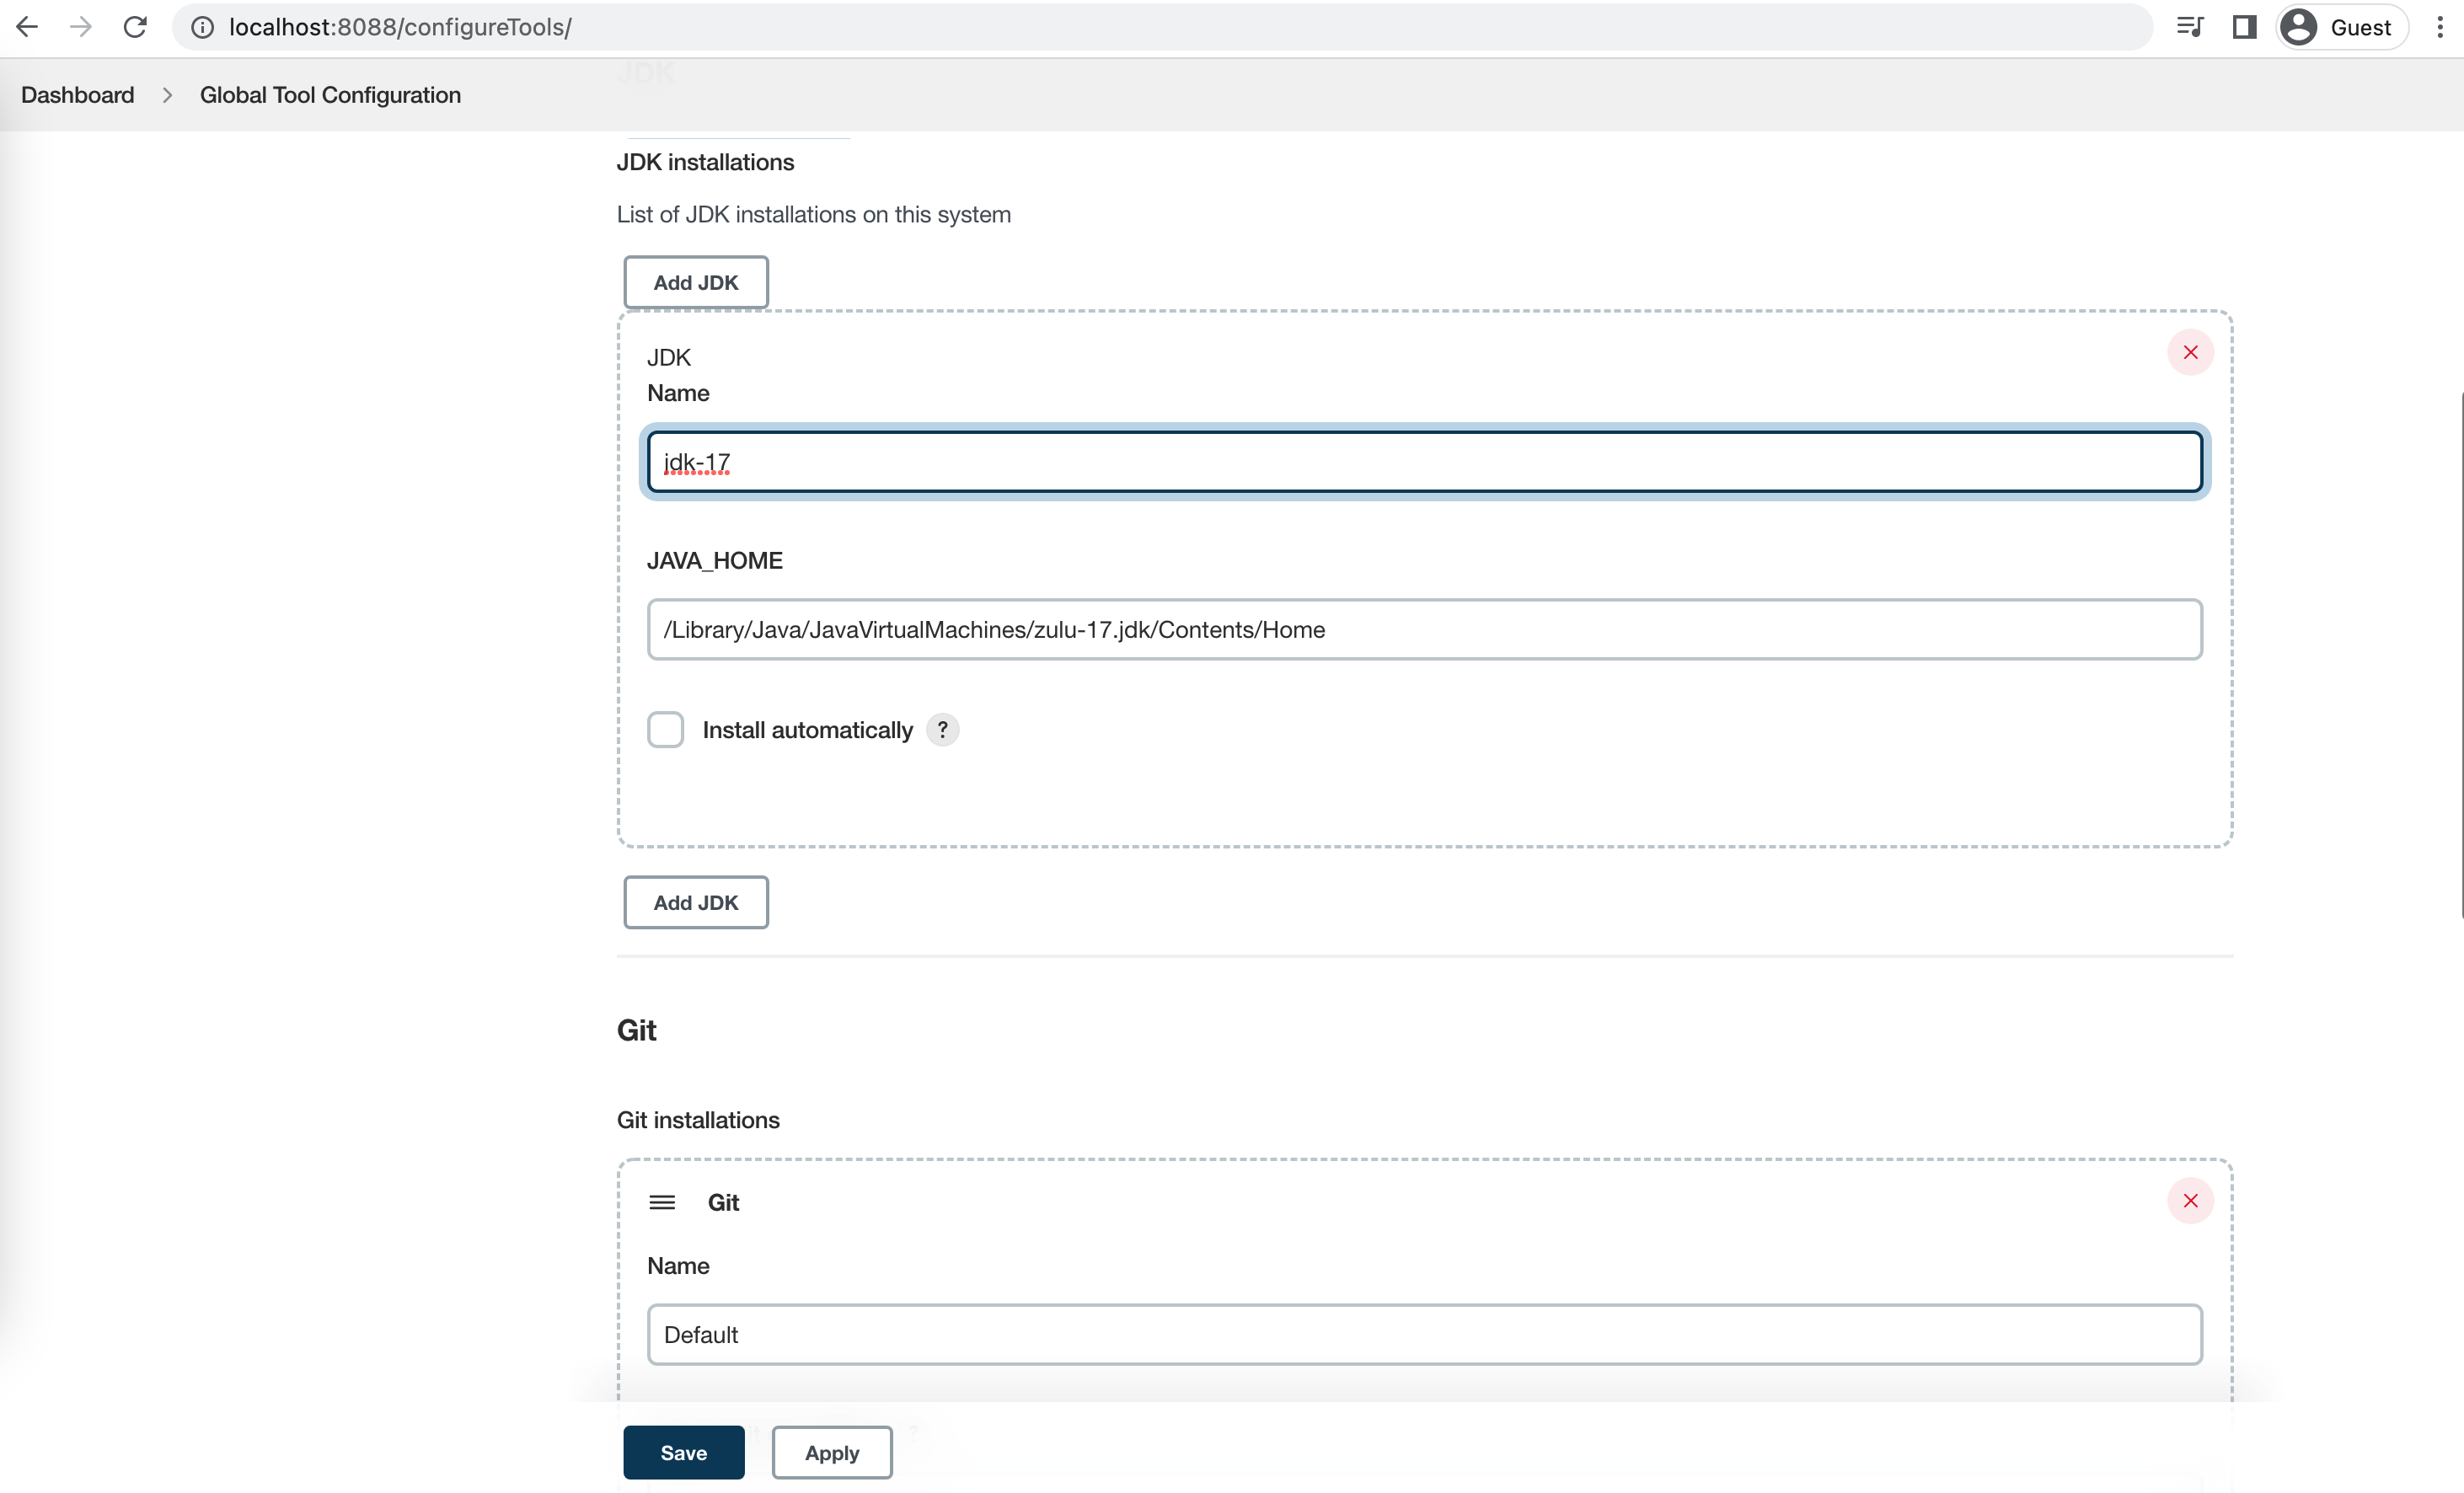 localhost:8088/configureTools/
Guest
JDK
Dashboard > Global Tool Configuration
JDK installations
List of JDK installations on this system
Add JDK
JDK
Name
jdk-17
JAVA_HOME
/Library/Java/JavaVirtualMachines/zulu-17.jdk/Contents/Home
Install automatically ?
Add JDK
Git
Git installations
Git
Name
Default
Save Apply